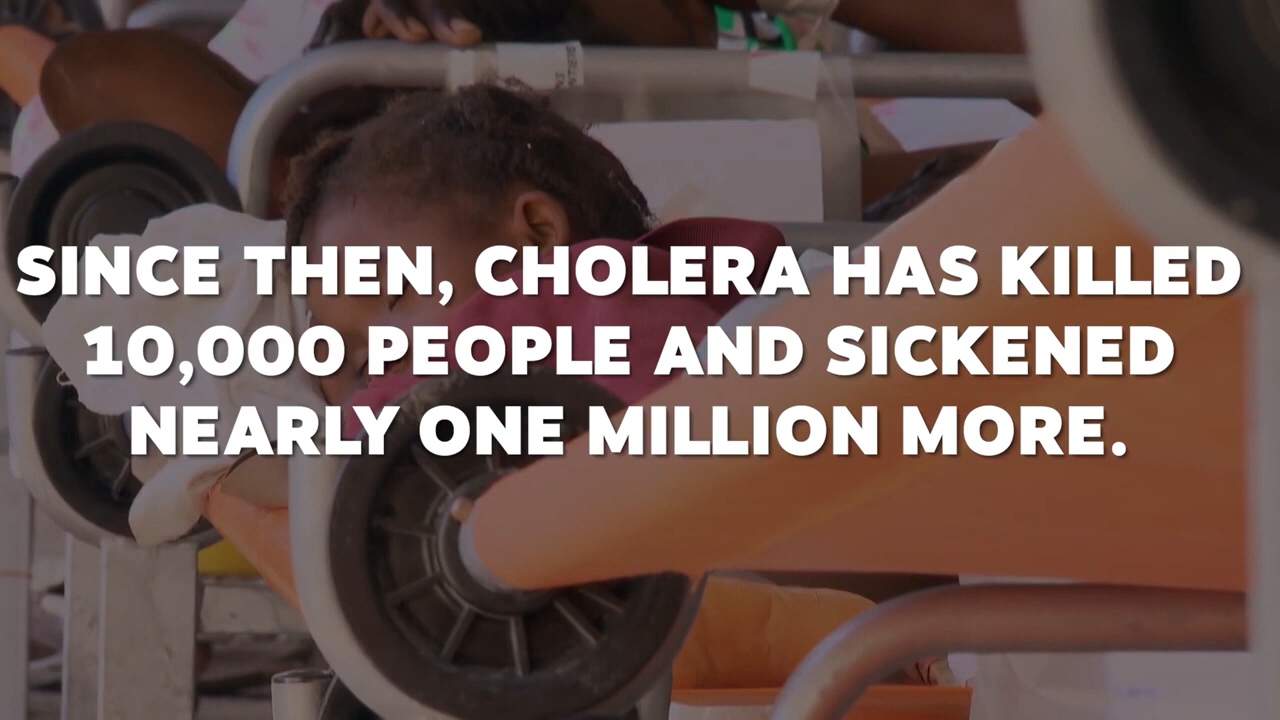 SINCE THEN, CHOLERA HAS KILLED
10,000 PEOPLE AND SICKENED
NEARLY ONE MILLION MORE.